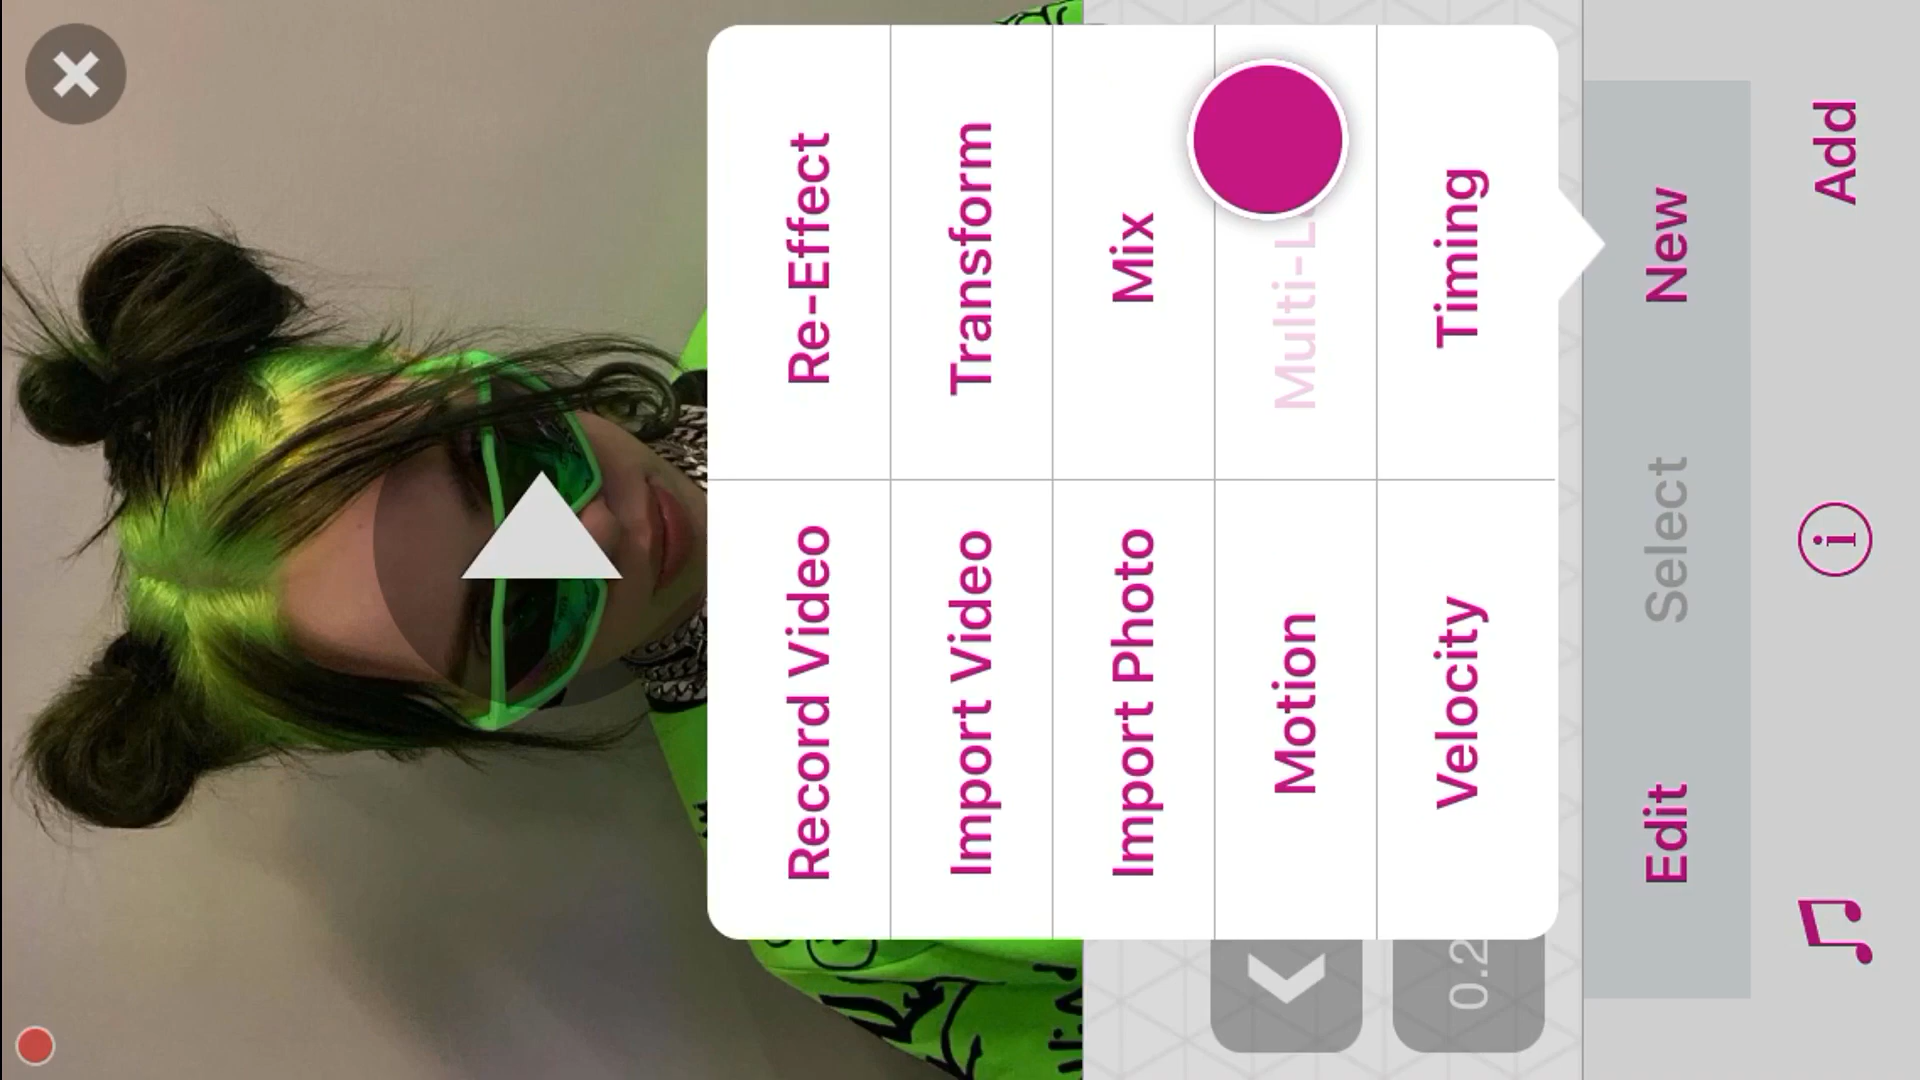 Record Video
Re-Effect
Import Video
Transform
Import Photo
Mix
Motion
Velocity
Timing
0.2
Edit
Select
New
i
Add